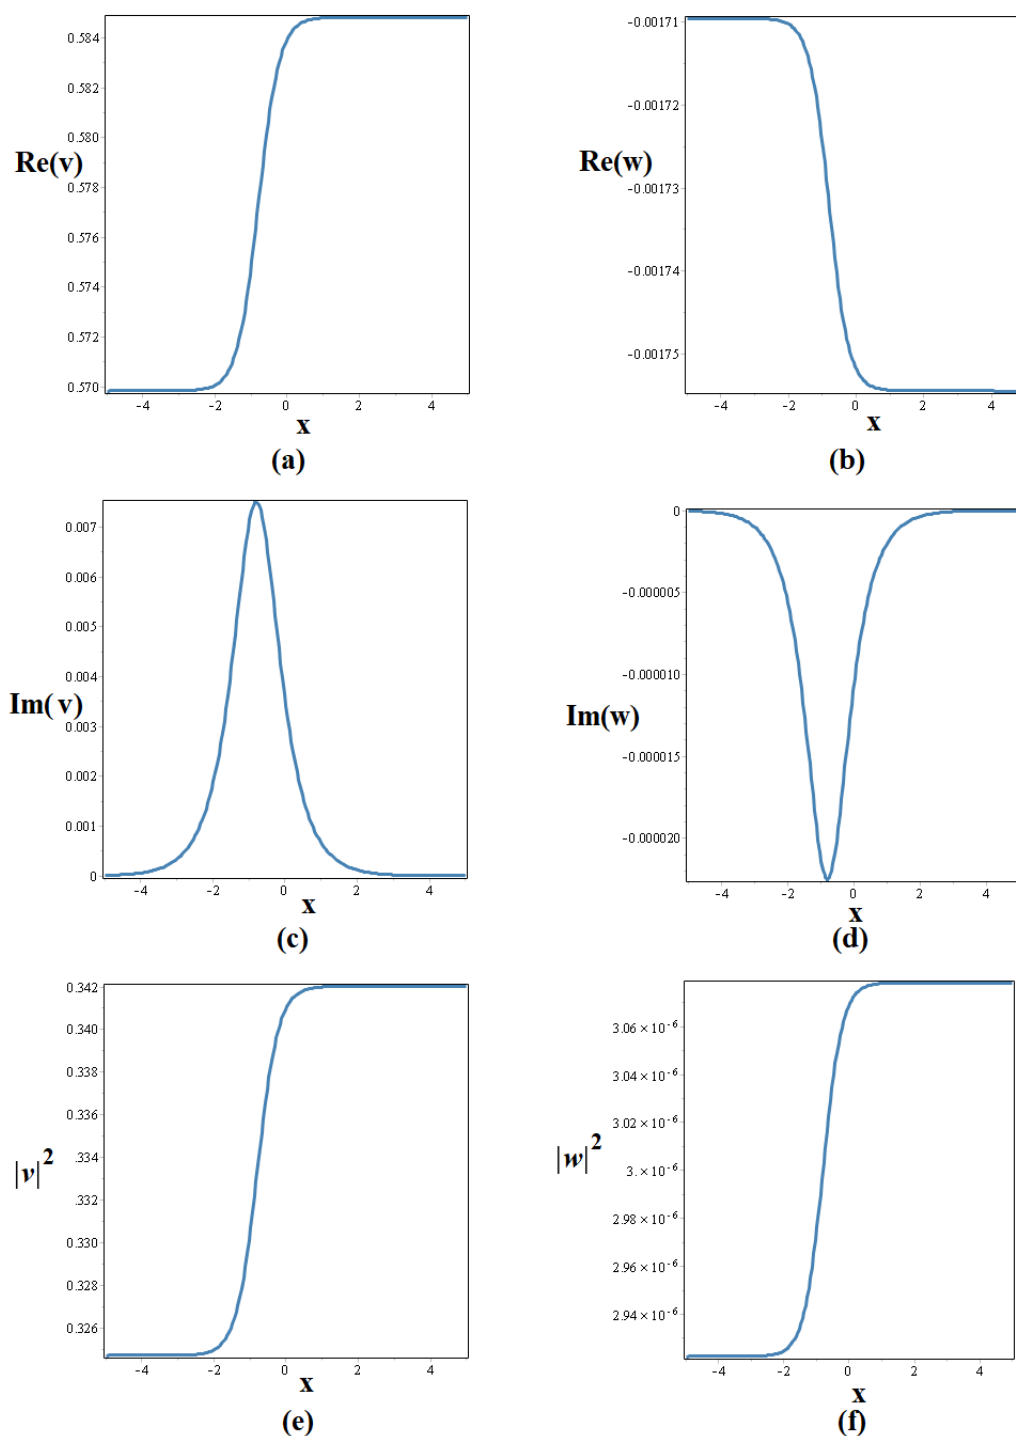 0.584
0.582
0.580
Re(v)
0.578
0.576
0.574
0.572
0.570
-4 -2 0 2 4
x
(a)
-0.00171
-0.00172
Re(w)
-0.00173
-0.00174
-0.00175
-4 -2 0 2 4
x
(b)
0.007
0.006
0.005
0.004
Im( v)
0.003
0.002
0.001
0
-4 -2 0 2 4
x
(c)
0
-0.000005
-0.000010
Im(w)
-0.000015
-0.000020
-4 -2 0 2 4
x
(d)
0.342
0.340
0.338
0.336
.334
|v|²
.332
0.330
0.328
0.326
-4 -2 0 2 4
x
(e)
3.06 × 10⁻⁶
3.04 × 10⁻⁶
3.02 × 10⁻⁶
|w|²
3. × 10⁻⁶
2.98 × 10⁻⁶
2.96 × 10⁻⁶
2.94 × 10⁻⁶
-4 -2 0 2 4
x
(f)